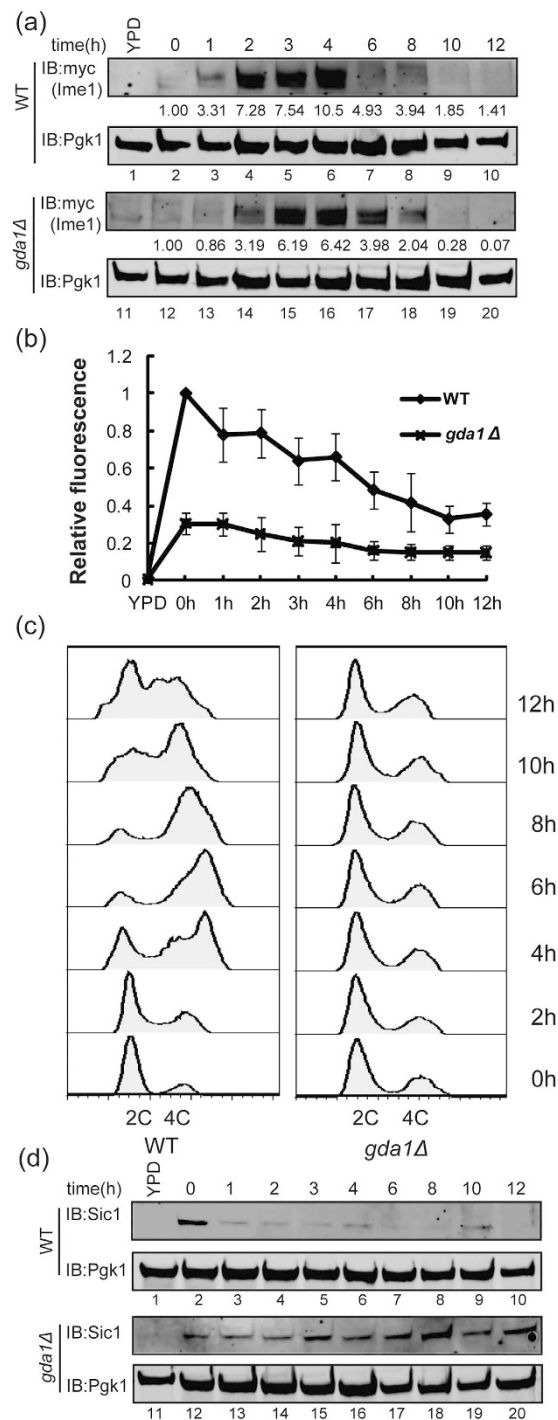 (a)
YPD
time(h) 0 1 2 3 4 6 8 10 12
WT
IB:myc
(Ime1)
1.00 3.31 7.28 7.54 10.5 4.93 3.94 1.85 1.41
IB:Pgk1
1 2 3 4 5 6 7 8 9 10
gda1Δ
IB:myc
(Ime1)
1.00 0.86 3.19 6.19 6.42 3.98 2.04 0.28 0.07
IB:Pgk1
11 12 13 14 15 16 17 18 19 20
(b)
Relative fluorescence
1.2
1
0.8
0.6
0.4
0.2
0
WT
gda1Δ
YPD 0h 1h 2h 3h 4h 6h 8h 10h 12h
(c)
12h
10h
8h
6h
4h
2h
0h
2C 4C 2C 4C
WT gda1Δ
(d)
YPD
time(h) 0 1 2 3 4 6 8 10 12
WT
IB:Sic1
IB:Pgk1
1 2 3 4 5 6 7 8 9 10
gda1Δ
IB:Sic1
IB:Pgk1
11 12 13 14 15 16 17 18 19 20